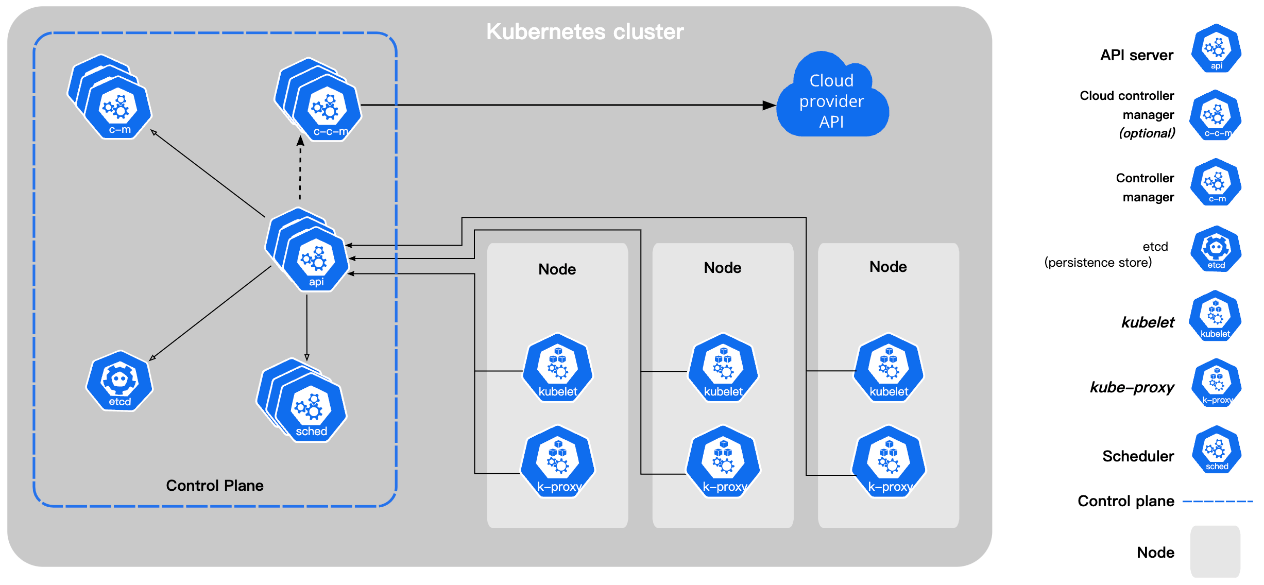 Kubernetes cluster
c-m
c-c-m
Cloud
provider
API
api
etcd
sched
Control Plane
Node
kubelet
k-proxy
Node
kubelet
k-proxy
Node
kubelet
k-proxy
API server
api
Cloud controller
manager
(optional)
c-c-m
Controller
manager
c-m
etcd
(persistence store)
etcd
kubelet
kubelet
kube-proxy
k-proxy
Scheduler
sched
Control plane
Node